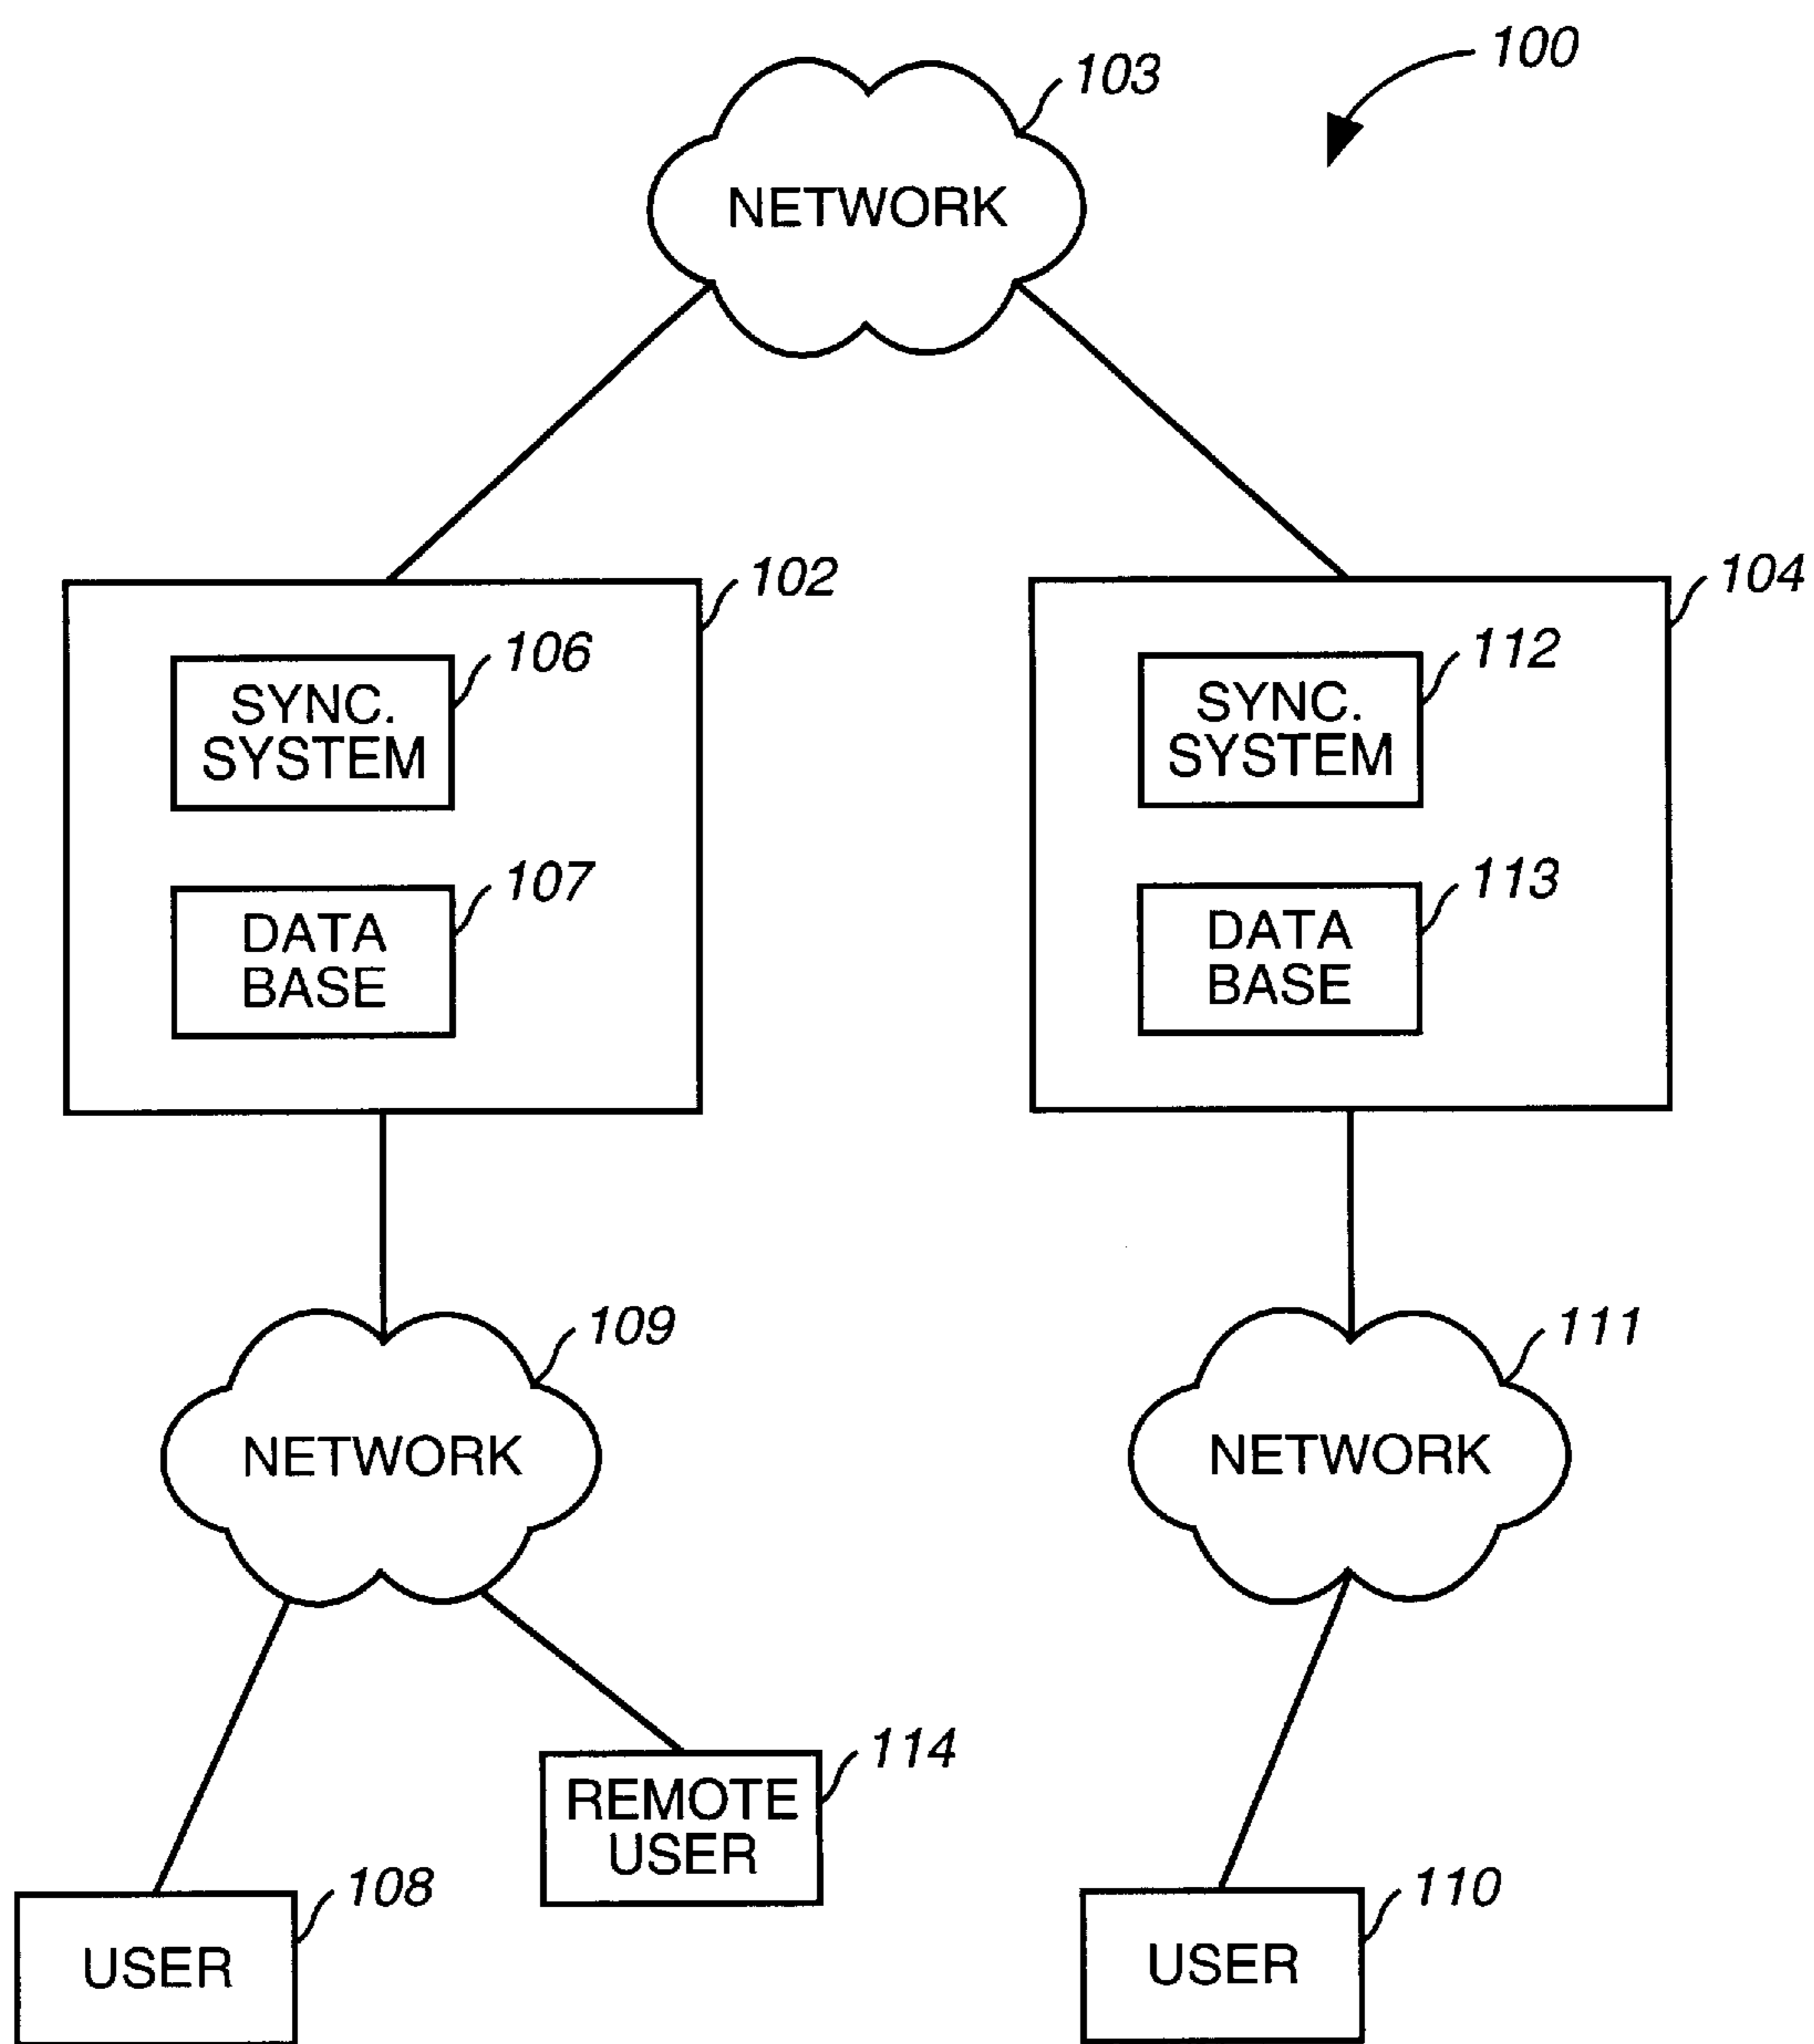 100
103
NETWORK
102
104
106
SYNC.
SYSTEM
112
SYNC.
SYSTEM
107
DATA
BASE
113
DATA
BASE
109
NETWORK
111
NETWORK
114
REMOTE
USER
108
USER
110
USER